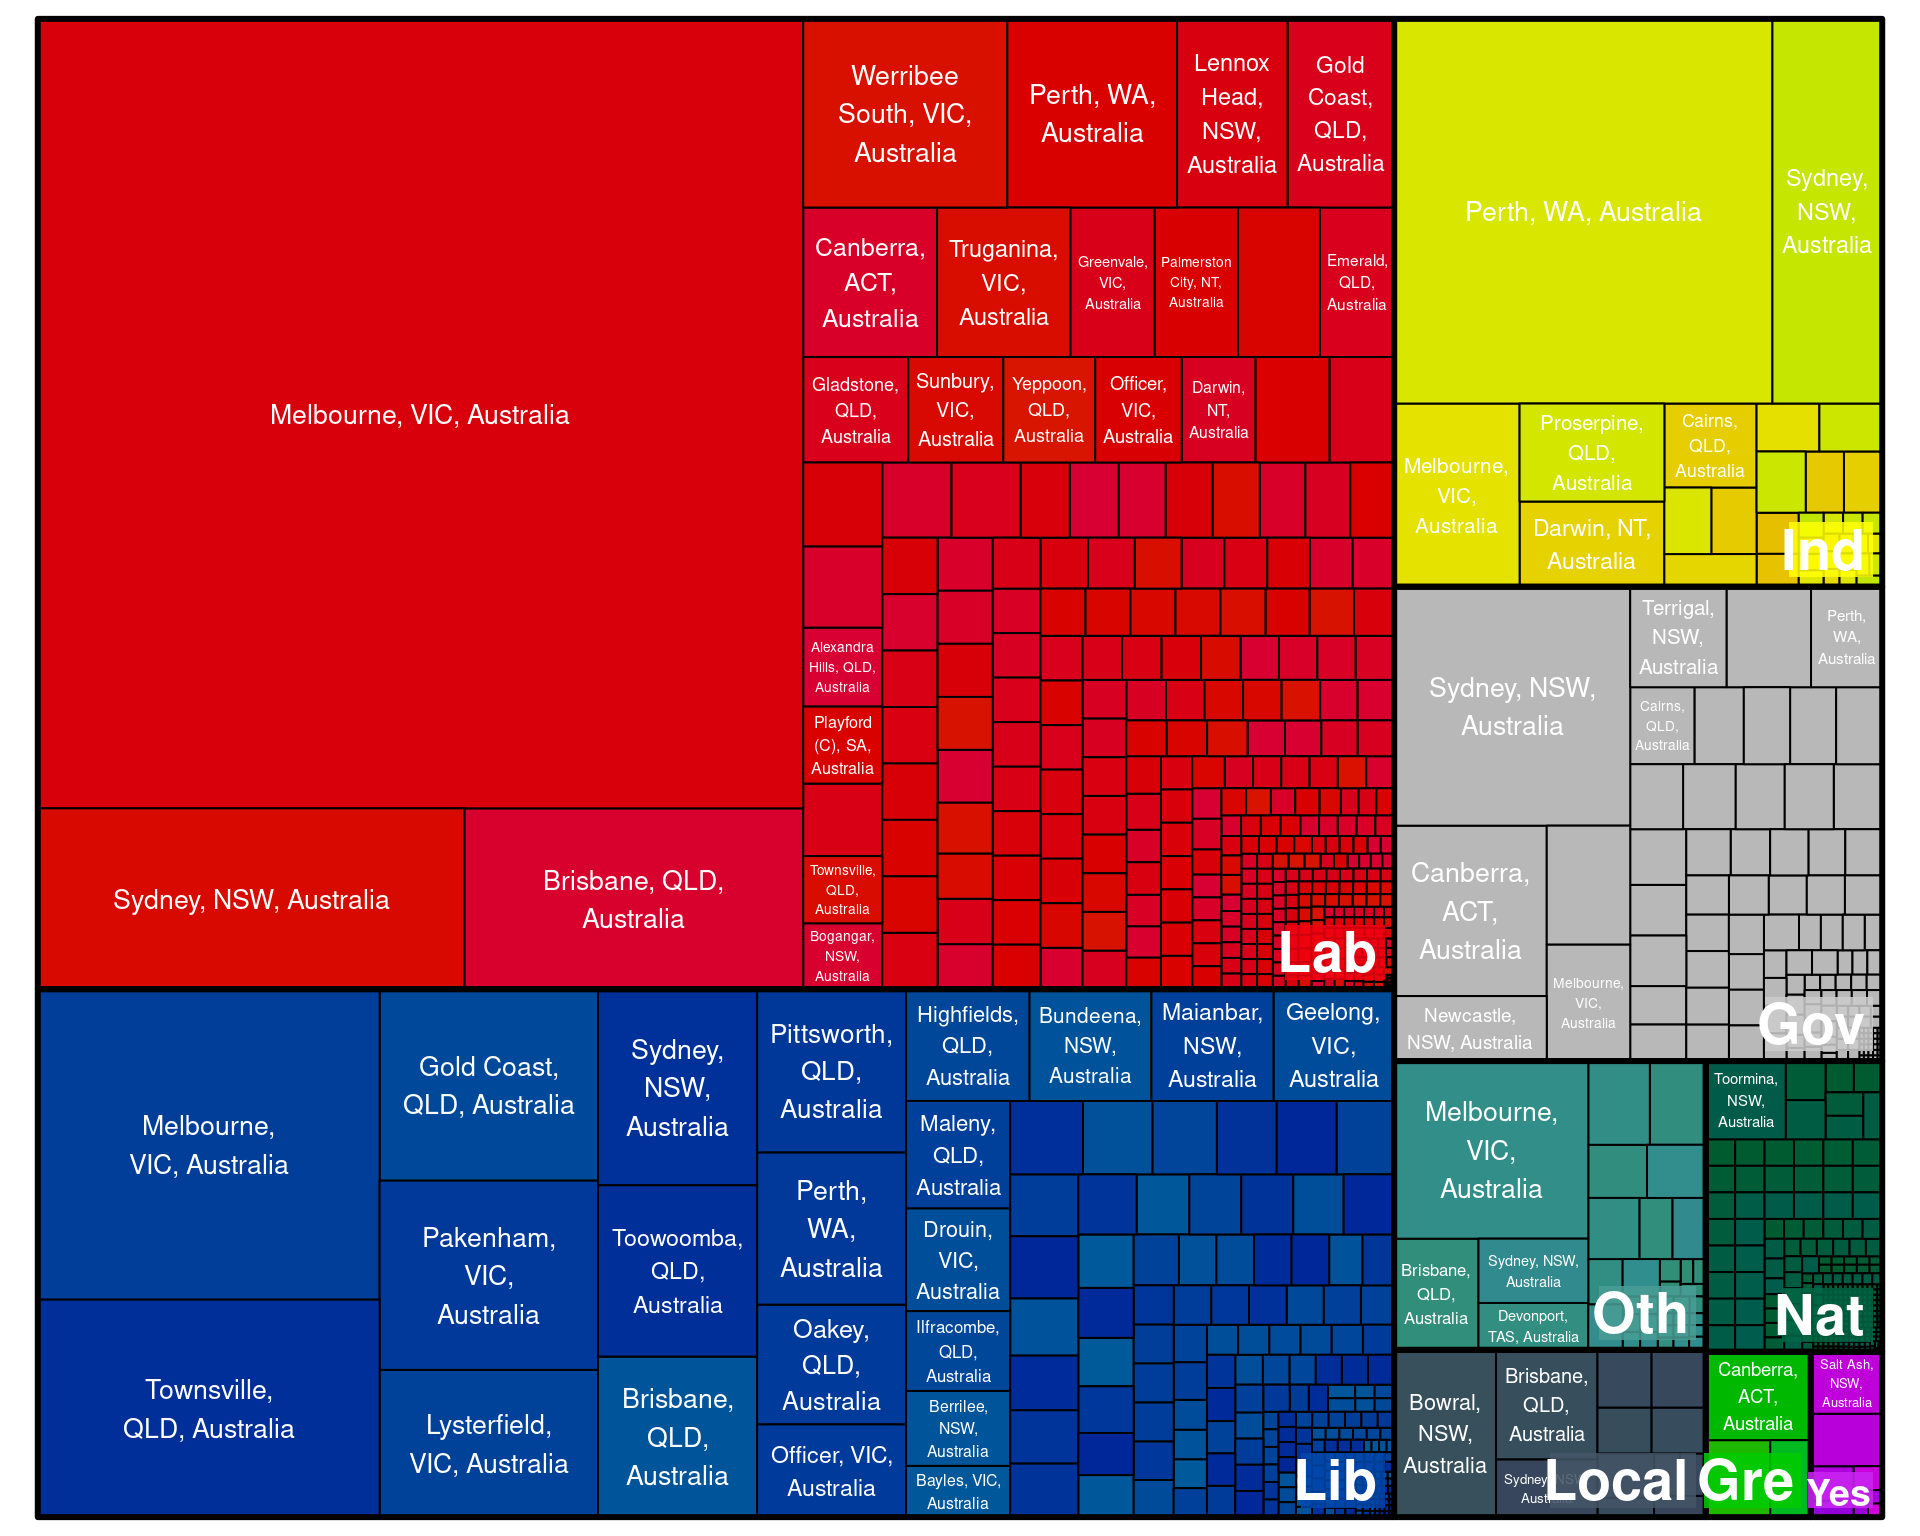 Melbourne, VIC, Australia
Sydney, NSW, Australia
Brisbane, QLD,
Australia
Werribee
South, VIC,
Australia
Perth, WA,
Australia
Lennox
Head,
NSW,
Australia
Gold
Coast,
QLD,
Australia
Canberra,
ACT,
Australia
Truganina,
VIC,
Australia
Greenvale,
VIC,
Australia
Palmerston
City, NT,
Australia
Emerald,
QLD,
Australia
Gladstone,
QLD,
Australia
Sunbury,
VIC,
Australia
Yeppoon,
QLD,
Australia
Officer,
VIC,
Australia
Darwin,
NT,
Australia
Alexandra
Hills, QLD,
Australia
Playford
(C), SA,
Australia
Townsville,
QLD,
Australia
Bogangar,
NSW,
Australia
Lab
Perth, WA, Australia
Sydney,
NSW,
Australia
Melbourne,
VIC,
Australia
Proserpine,
QLD,
Australia
Darwin, NT,
Australia
Cairns,
QLD,
Australia
Ind
Sydney, NSW,
Australia
Terrigal,
NSW,
Australia
Perth,
WA,
Australia
Cairns,
QLD,
Australia
Canberra,
ACT,
Australia
Newcastle,
NSW, Australia
Melbourne,
VIC,
Australia
Gov
Melbourne,
VIC, Australia
Townsville,
QLD, Australia
Gold Coast,
QLD, Australia
Pakenham,
VIC,
Australia
Lysterfield,
VIC, Australia
Sydney,
NSW,
Australia
Toowoomba,
QLD,
Australia
Brisbane,
QLD,
Australia
Pittsworth,
QLD,
Australia
Perth,
WA,
Australia
Oakey,
QLD,
Australia
Officer, VIC,
Australia
Highfields,
QLD,
Australia
Bundeena,
NSW,
Australia
Maianbar,
NSW,
Australia
Geelong,
VIC,
Australia
Maleny,
QLD,
Australia
Drouin,
VIC,
Australia
Ilfracombe,
QLD,
Australia
Berrilee,
NSW,
Australia
Bayles, VIC,
Australia
Lib
Melbourne,
VIC,
Australia
Brisbane,
QLD,
Australia
Sydney, NSW,
Australia
Devonport,
TAS, Australia
Oth
Toormina,
NSW,
Australia
Nat
Bowral,
NSW,
Australia
Brisbane,
QLD,
Australia
Sydney, NSW,
Australia
Local
Canberra,
ACT,
Australia
Gre
Salt Ash,
NSW,
Australia
Yes